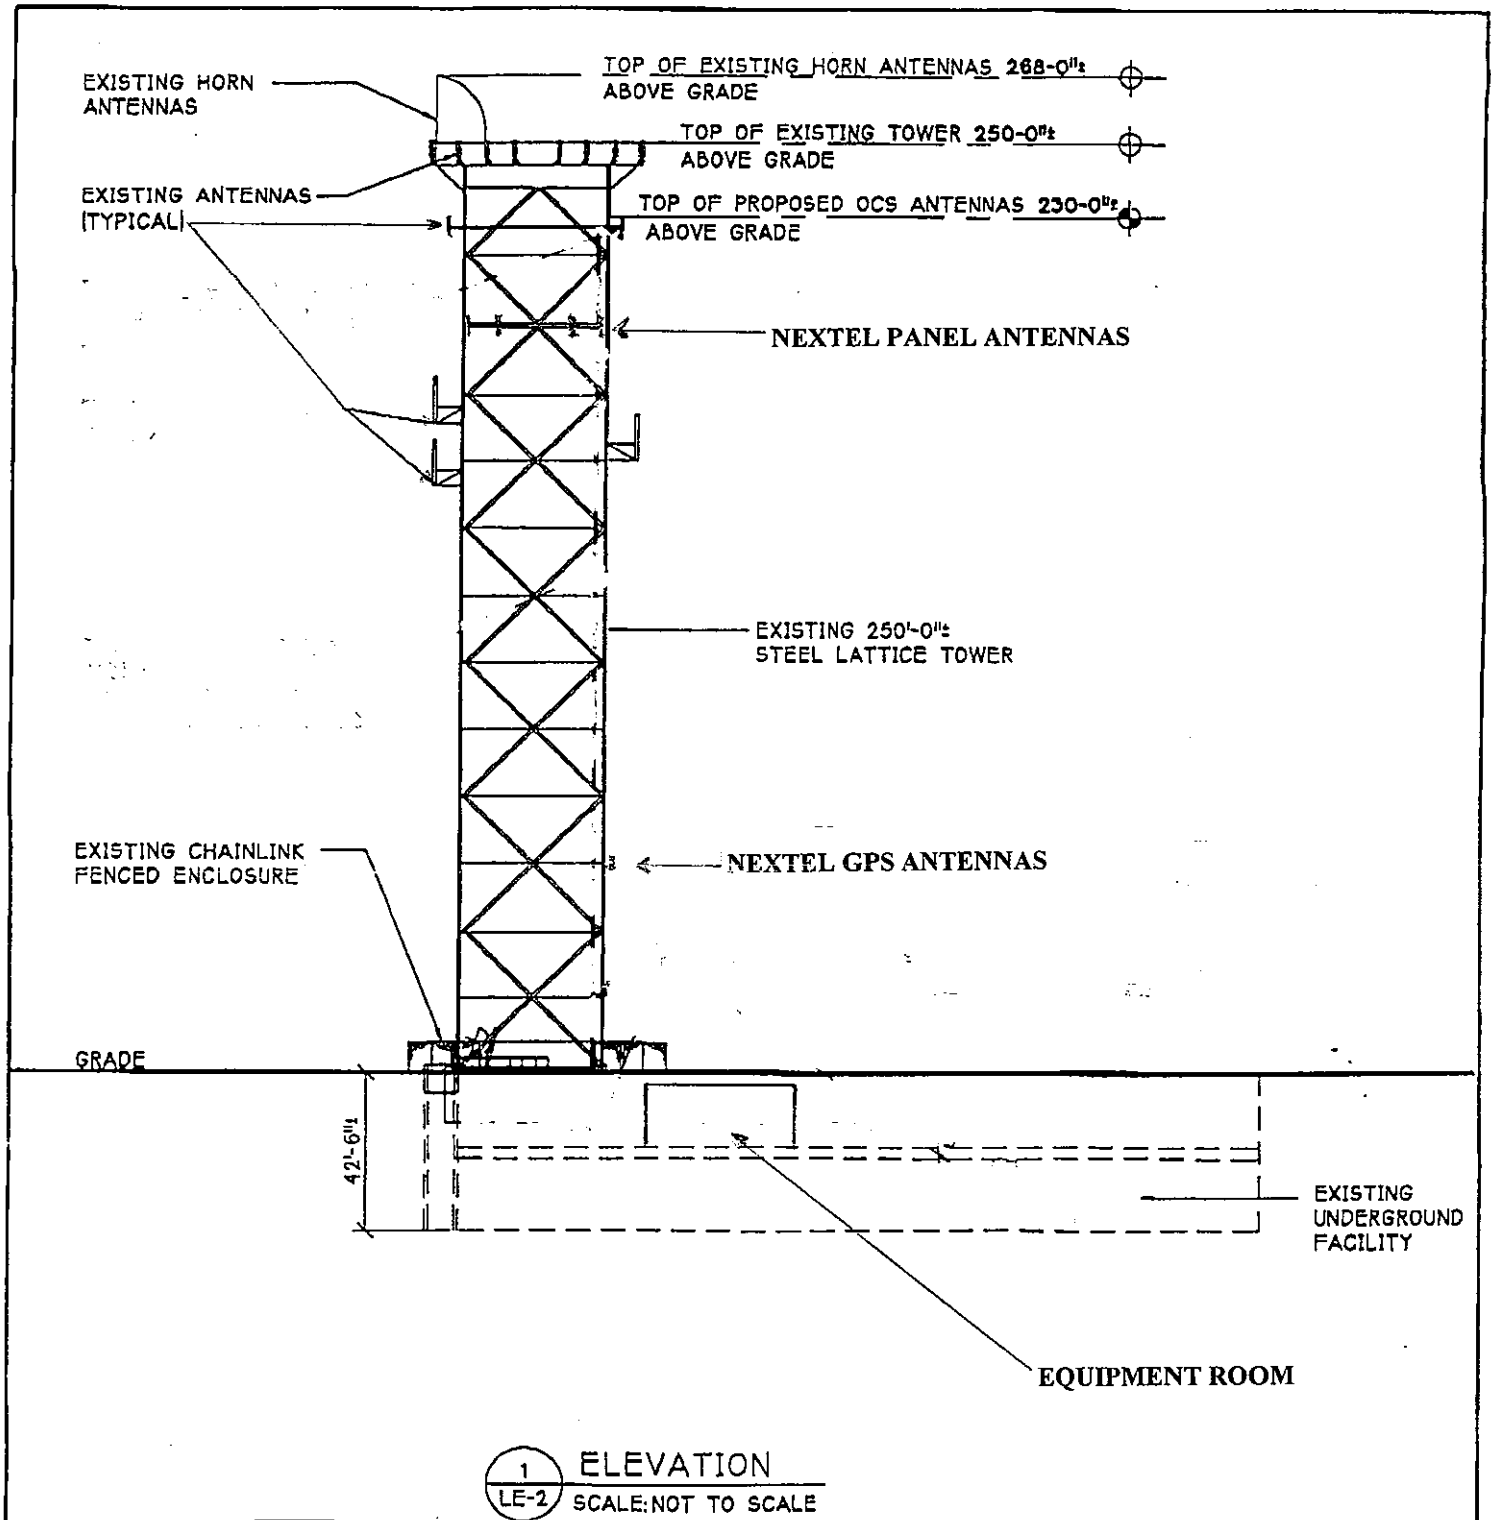 EXISTING HORN
ANTENNAS
TOP OF EXISTING HORN ANTENNAS 268-0"±
ABOVE GRADE
TOP OF EXISTING TOWER 250-0"±
ABOVE GRADE
EXISTING ANTENNAS
(TYPICAL)
TOP OF PROPOSED OCS ANTENNAS 230-0"±
ABOVE GRADE
NEXTEL PANEL ANTENNAS
EXISTING 250'-0"±
STEEL LATTICE TOWER
EXISTING CHAINLINK
FENCED ENCLOSURE
NEXTEL GPS ANTENNAS
GRADE
42'-6"±
EXISTING
UNDERGROUND
FACILITY
EQUIPMENT ROOM
1
LE-2
ELEVATION
SCALE:NOT TO SCALE